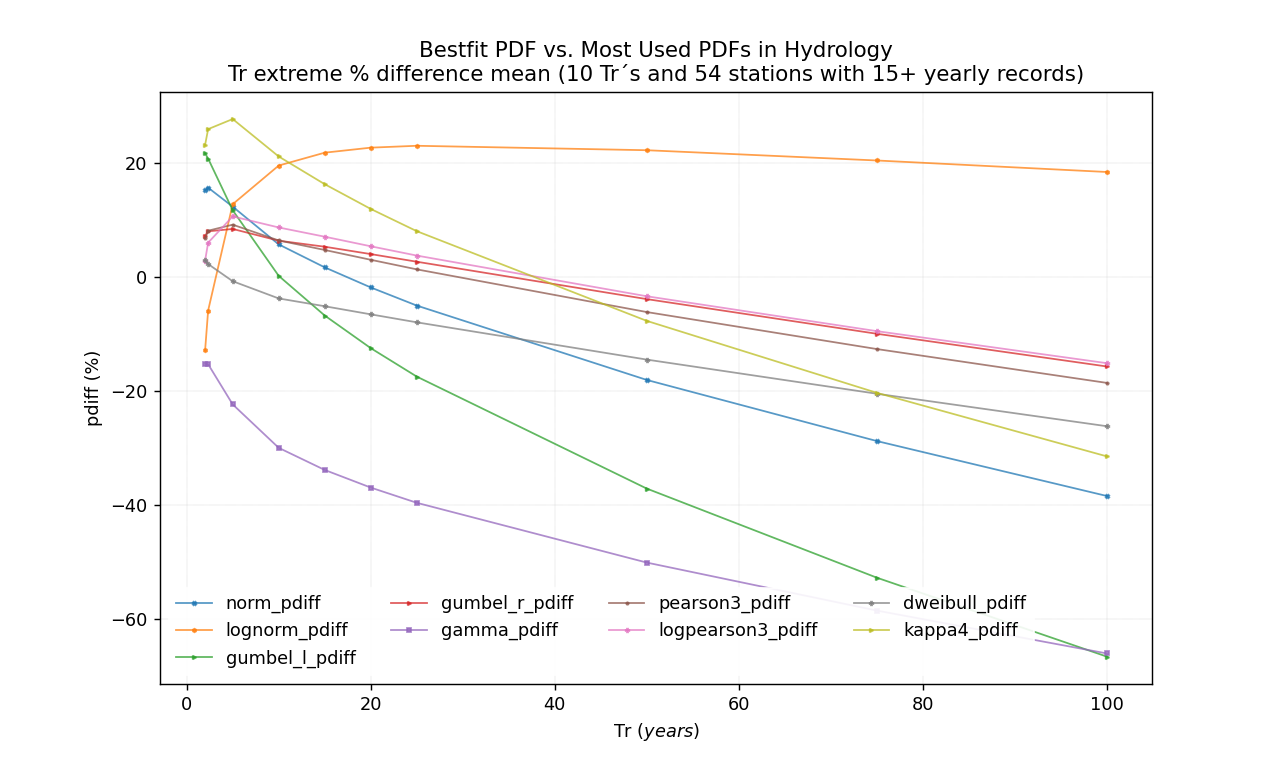 Bestfit PDF vs. Most Used PDFs in Hydrology
Tr extreme % difference mean (10 Tr´s and 54 stations with 15+ yearly records)
pdiff (%)
20
0
−20
−40
−60
norm_pdiff
lognorm_pdiff
gumbel_l_pdiff
gumbel_r_pdiff
gamma_pdiff
pearson3_pdiff
logpearson3_pdiff
dweibull_pdiff
kappa4_pdiff
0 20 40 60 80 100
Tr (years)